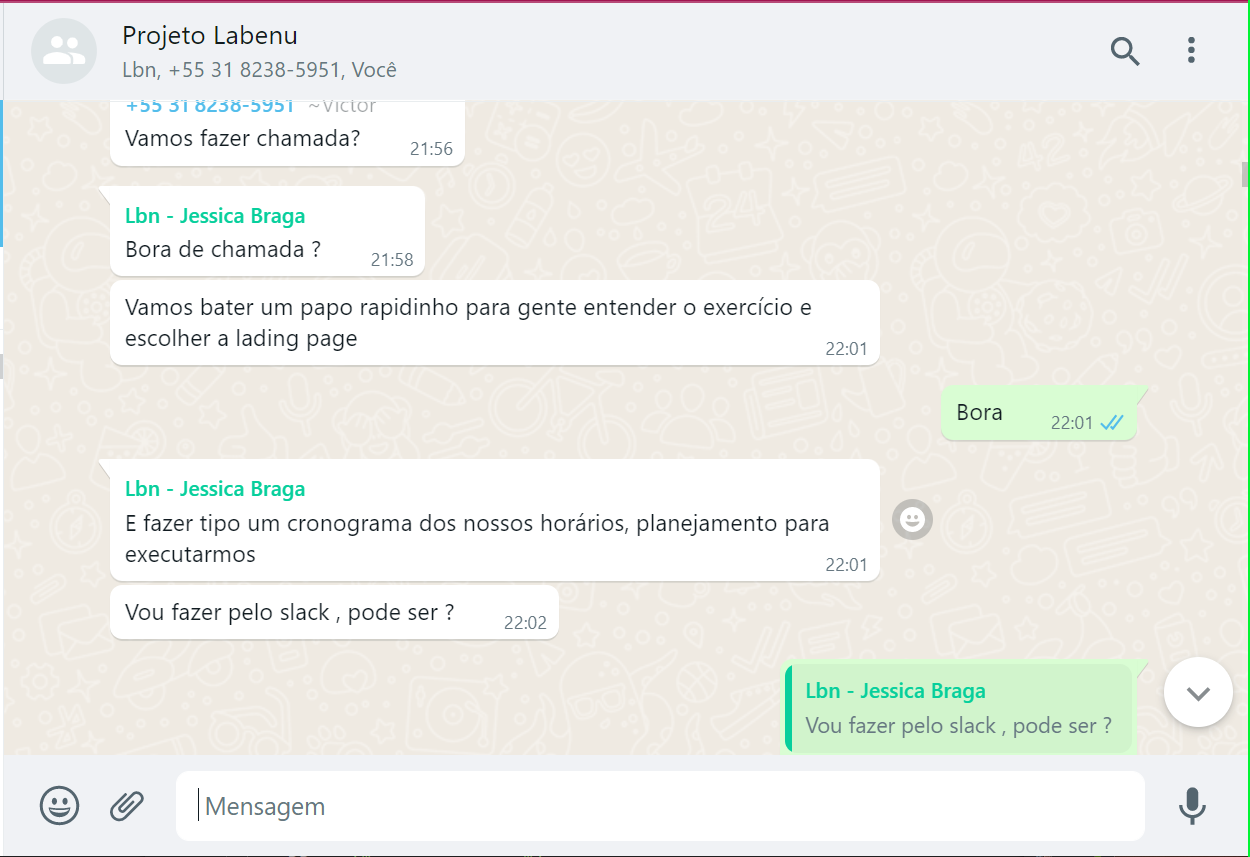 Projeto Labenu
Lbn, +55 31 8238-5951, Você
+55 31 8238-5951 ~Victor
Vamos fazer chamada?
21:56
Lbn - Jessica Braga
Bora de chamada ?
21:58
Vamos bater um papo rapidinho para gente entender o exercício e
escolher a lading page
22:01
Bora
22:01
Lbn - Jessica Braga
E fazer tipo um cronograma dos nossos horários, planejamento para
executarmos
22:01
Vou fazer pelo slack , pode ser ?
22:02
Lbn - Jessica Braga
Vou fazer pelo slack , pode ser ?
Mensagem